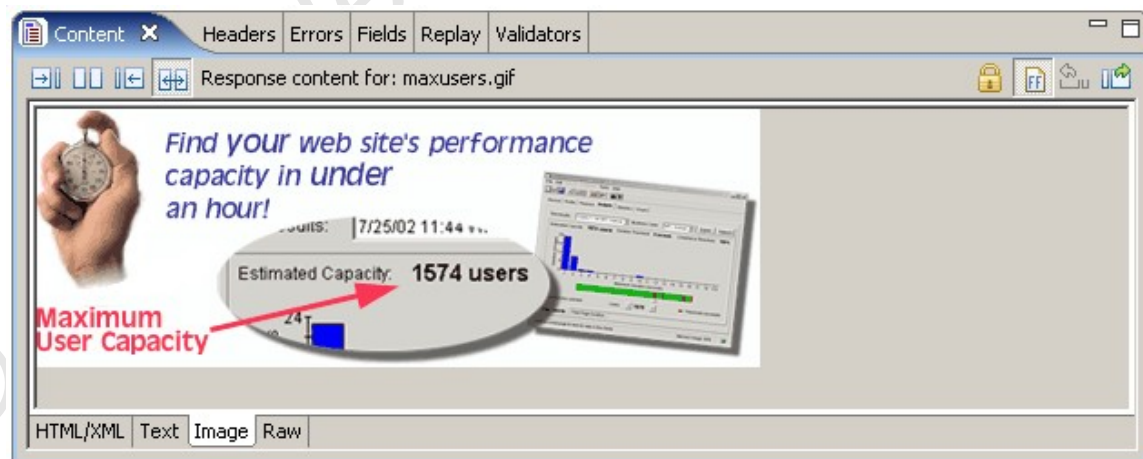 Content
Headers
Errors
Fields
Replay
Validators
Response content for: maxusers.gif
FF
Find your web site's performance
capacity in under
an hour!
7/25/02 11:44
Estimated Capacity: 1574 users
Maximum
User Capacity
24
HTML/XML
Text
Image
Raw